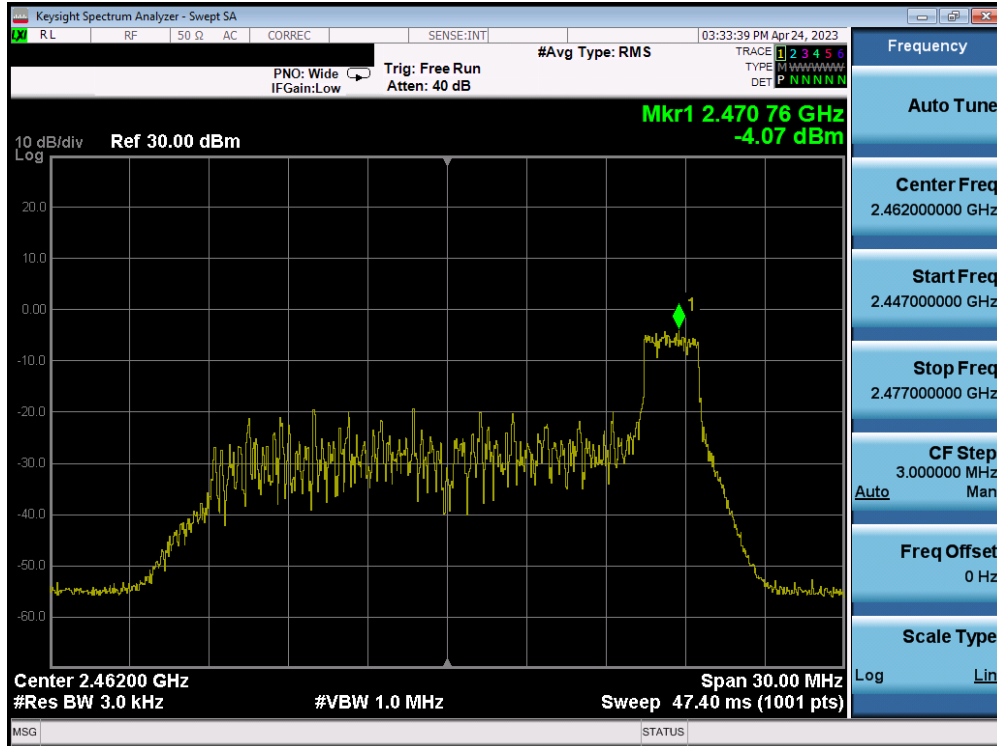 Keysight Spectrum Analyzer - Swept SA
LXI RL RF 50 Ω AC CORREC SENSE:INT 03:33:39 PM Apr 24, 2023
PNO: Wide
IFGain:Low
Trig: Free Run
Atten: 40 dB
#Avg Type: RMS
TRACE 1 2 3 4 5 6
TYPE M WWWWW
DET P N N N N N
Mkr1 2.470 76 GHz
-4.07 dBm
10 dB/div Ref 30.00 dBm
Log
20.0
10.0
0.00
-10.0
-20.0
-30.0
-40.0
-50.0
-60.0
1
Center 2.46200 GHz Span 30.00 MHz
#Res BW 3.0 kHz #VBW 1.0 MHz Sweep 47.40 ms (1001 pts)
MSG STATUS
Frequency
Auto Tune
Center Freq
2.462000000 GHz
Start Freq
2.447000000 GHz
Stop Freq
2.477000000 GHz
CF Step
3.000000 MHz
Auto Man
Freq Offset
0 Hz
Scale Type
Log Lin